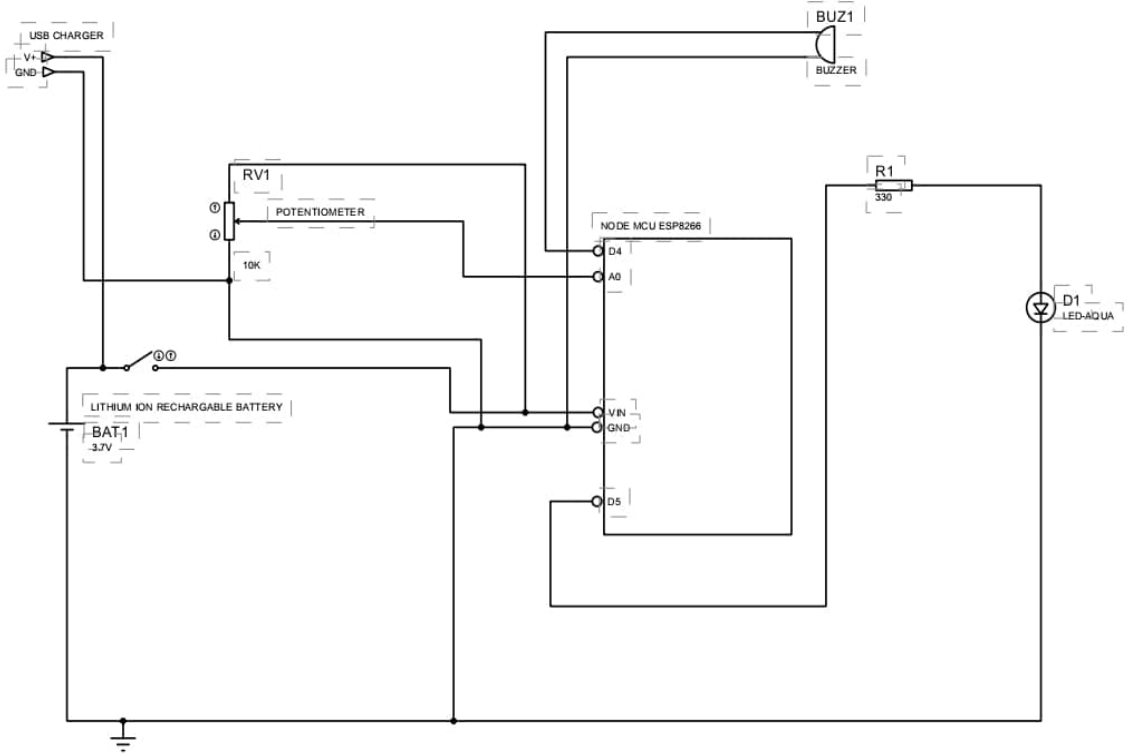 BUZ1
USB CHARGER
V+
GND
BUZZER
RV1
R1
330
POTENTIOMETER
NODE MCU ESP8266
D4
10K
A0
D1
LED-AQUA
LITHIUM ION RECHARGABLE BATTERY
VIN
GND
BAT1
3.7V
D5